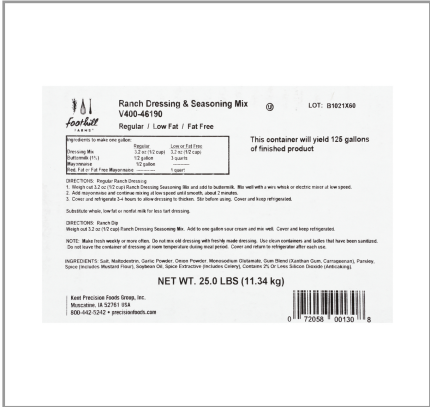 foothill
FARMS
Ranch Dressing & Seasoning Mix
V400-46190
Regular / Low Fat / Fat Free
U
LOT: B1021X60
This container will yield 125 gallons
of finished product
Ingredients to make one gallon:
Regular Low or Fat Free
Dressing Mix 3.2 oz (1/2 cup) 3.2 oz (1/2 cup)
Buttermilk (1%) 1/2 gallon 3 quarts
Mayonnaise 1/2 gallon ----------
Red. Fat or Fat Free Mayonnaise ---------- 1 quart
DIRECTIONS: Regular Ranch Dressing
1. Weigh out 3.2 oz (1/2 cup) Ranch Dressing Seasoning Mix and add to buttermilk. Mix well with a wire whisk or electric mixer at low speed.
2. Add mayonnaise and continue mixing at low speed until smooth, about 2 minutes.
3. Cover and refrigerate 3-4 hours to allow dressing to thicken. Stir before using. Cover and keep refrigerated.
Substitute whole, lowfat or nonfat milk for less tart dressing.
DIRECTIONS: Ranch Dip
Weigh out 3.2 oz (1/2 cup) Ranch Dressing Seasoning Mix. Add to one gallon sour cream and mix well. Cover and keep refrigerated.
NOTE: Make fresh weekly or more often. Do not mix old dressing with freshly made dressing. Use clean containers and ladles that have been sanitized.
Do not leave the container of dressing at room temperature during meal period. Cover and return to refrigerator after each use.
INGREDIENTS: Salt, Maltodextrin, Garlic Powder, Onion Powder, Monosodium Glutamate, Gum Blend (Xanthan Gum, Carrageenan), Parsley,
Spice (Includes Mustard Flour), Soybean Oil, Spice Extractive (Includes Celery), Contains 2% Or Less Silicon Dioxide (Anticaking).
NET WT. 25.0 LBS (11.34 kg)
Kent Precision Foods Group, Inc.
Muscatine, IA 52761 USA
800-442-5242 • precisionfoods.com
0 72058 00130 8